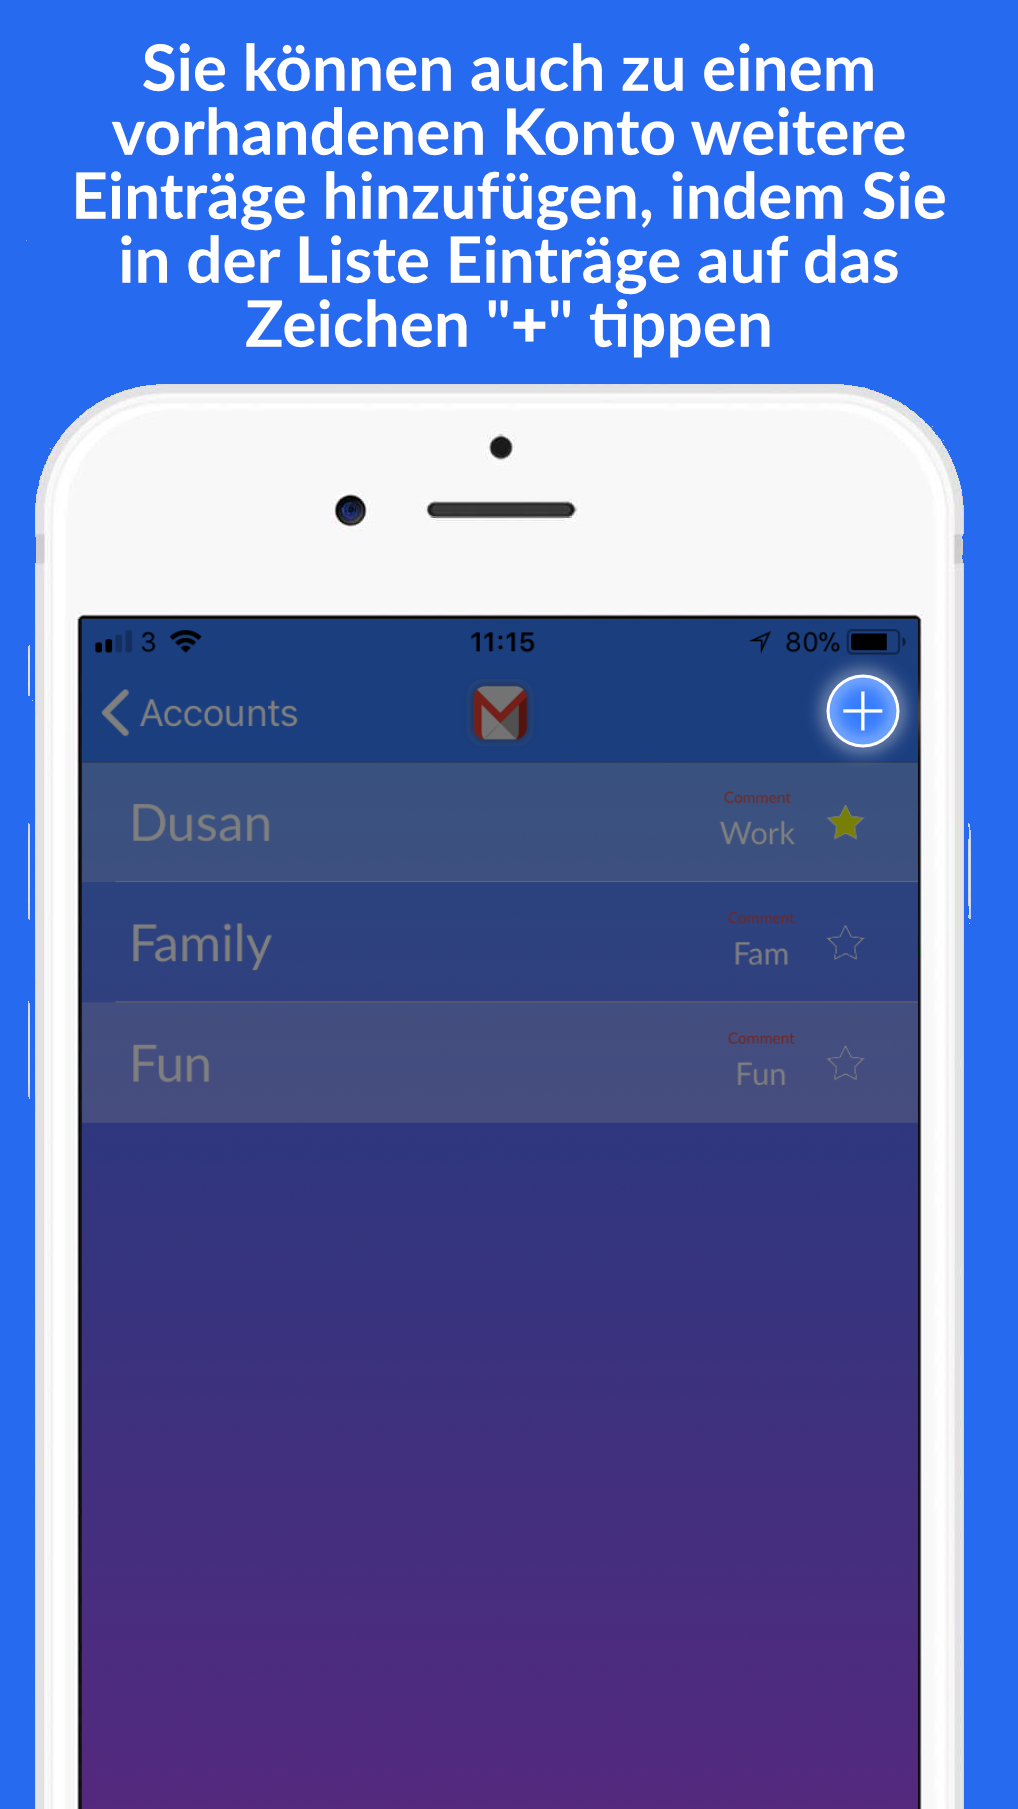 Sie können auch zu einem
vorhandenen Konto weitere
Einträge hinzufügen, indem Sie
in der Liste Einträge auf das
Zeichen "+" tippen
3 11:15 80%
Accounts
Comment
Dusan Work
Comment
Family Fam
Comment
Fun Fun